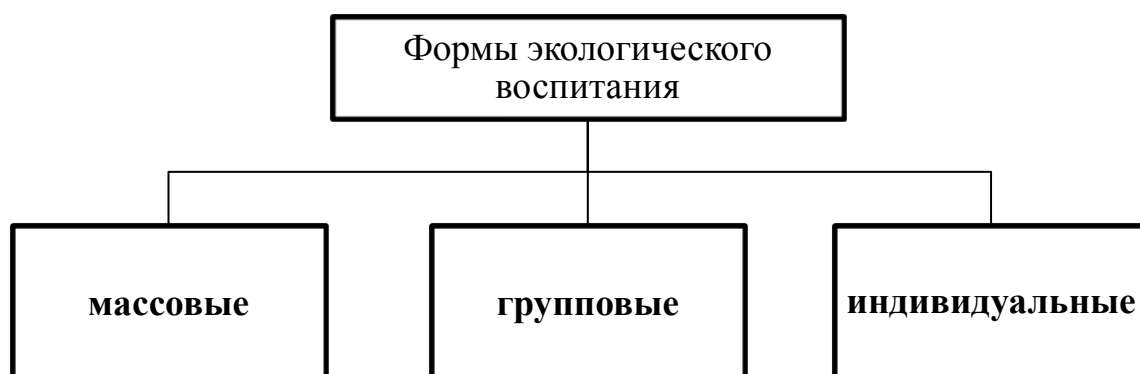 Формы экологического
воспитания
массовые
групповые
индивидуальные